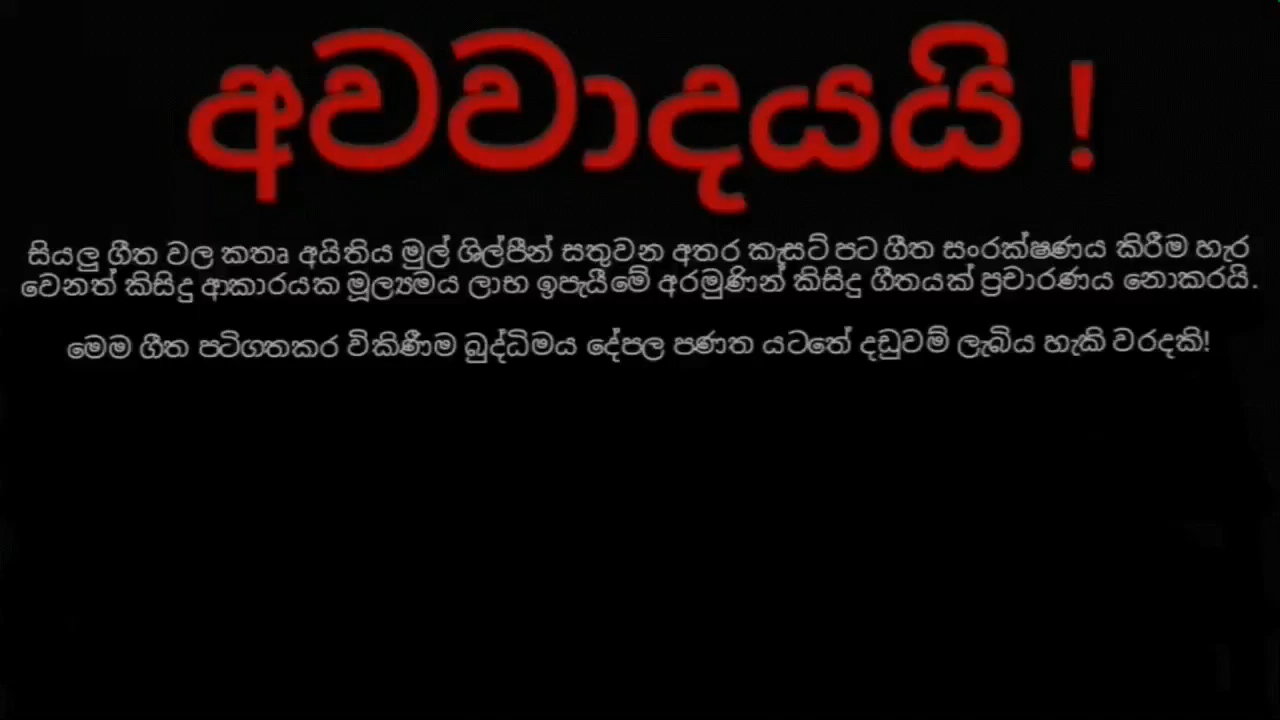 අවවාදයයි !
සියලු ගීත වල කතෘ අයිතිය මුල් ශිල්පීන් සතුවන අතර කැසට් පට ගීත සංරක්ෂණය කිරීම හැර
වෙනත් කිසිදු ආකාරයක මූල්‍යමය ලාභ ඉපැයීමේ අරමුණින් කිසිදු ගීතයක් ප්‍රචාරණය නොකරයි.
මෙම ගීත පටිගතකර විකිණීම බුද්ධිමය දේපල පණත යටතේ දඩුවම් ලැබිය හැකි වරදකි!